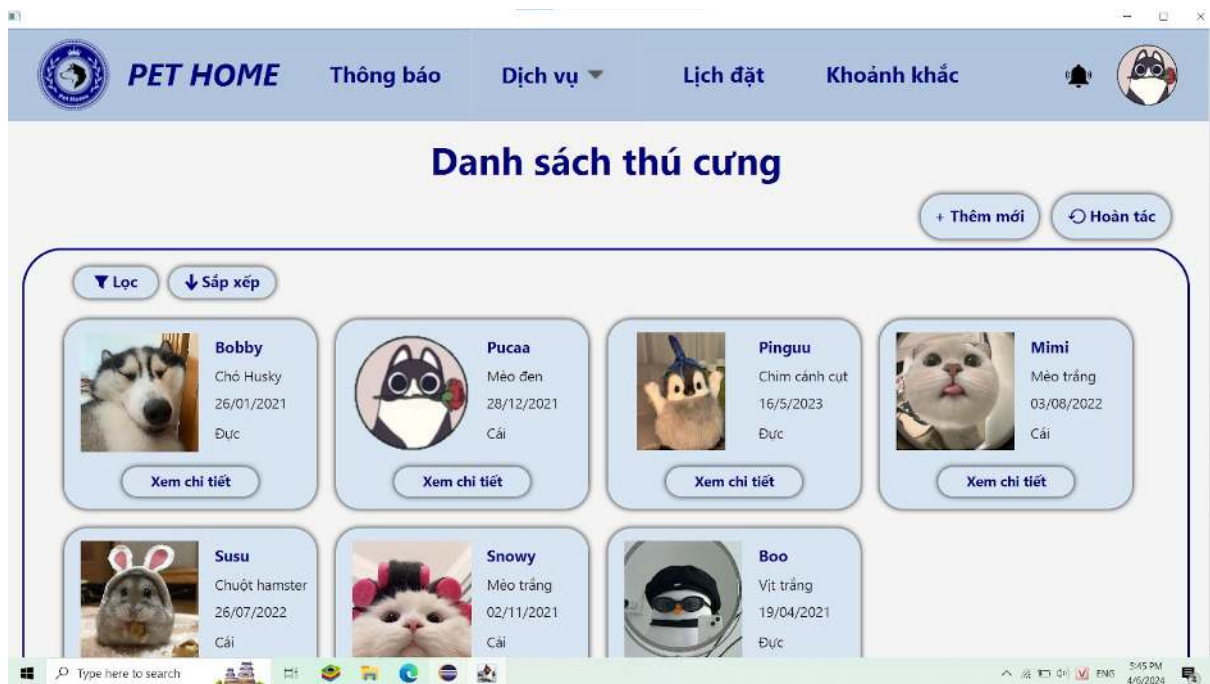 PET HOME
Thông báo
Dịch vụ
Lịch đặt
Khoảnh khắc
Danh sách thú cưng
+ Thêm mới
Hoàn tác
Lọc
Sắp xếp
Bobby
Chó Husky
26/01/2021
Đực
Xem chi tiết
Pucaa
Mèo đen
28/12/2021
Cái
Xem chi tiết
Pinguu
Chim cánh cụt
16/5/2023
Đực
Xem chi tiết
Mimi
Mèo trắng
03/08/2022
Cái
Xem chi tiết
Susu
Chuột hamster
26/07/2022
Cái
Snowy
Mèo trắng
02/11/2021
Cái
Boo
Vịt trắng
19/04/2021
Đực
Type here to search
ENG
5:45 PM
4/6/2024